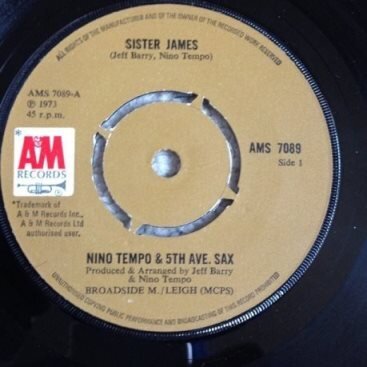 ALL RIGHTS OF THE MANUFACTURER AND OF THE OWNER OF THE RECORDED WORK RESERVED
SISTER JAMES
(Jeff Barry, Nino Tempo)
AMS 7089-A
℗ 1973
45 r.p.m.
AMS 7089
Side 1
A&M
RECORDS
*
*Trademark of
A & M Records Inc.,
A & M Records Ltd
authorised user.
NINO TEMPO & 5TH AVE. SAX
Produced & Arranged by Jeff Barry
& Nino Tempo
BROADSIDE M./LEIGH (MCPS)
UNAUTHORISED COPYING PUBLIC PERFORMANCE AND BROADCASTING OF THIS RECORD PROHIBITED